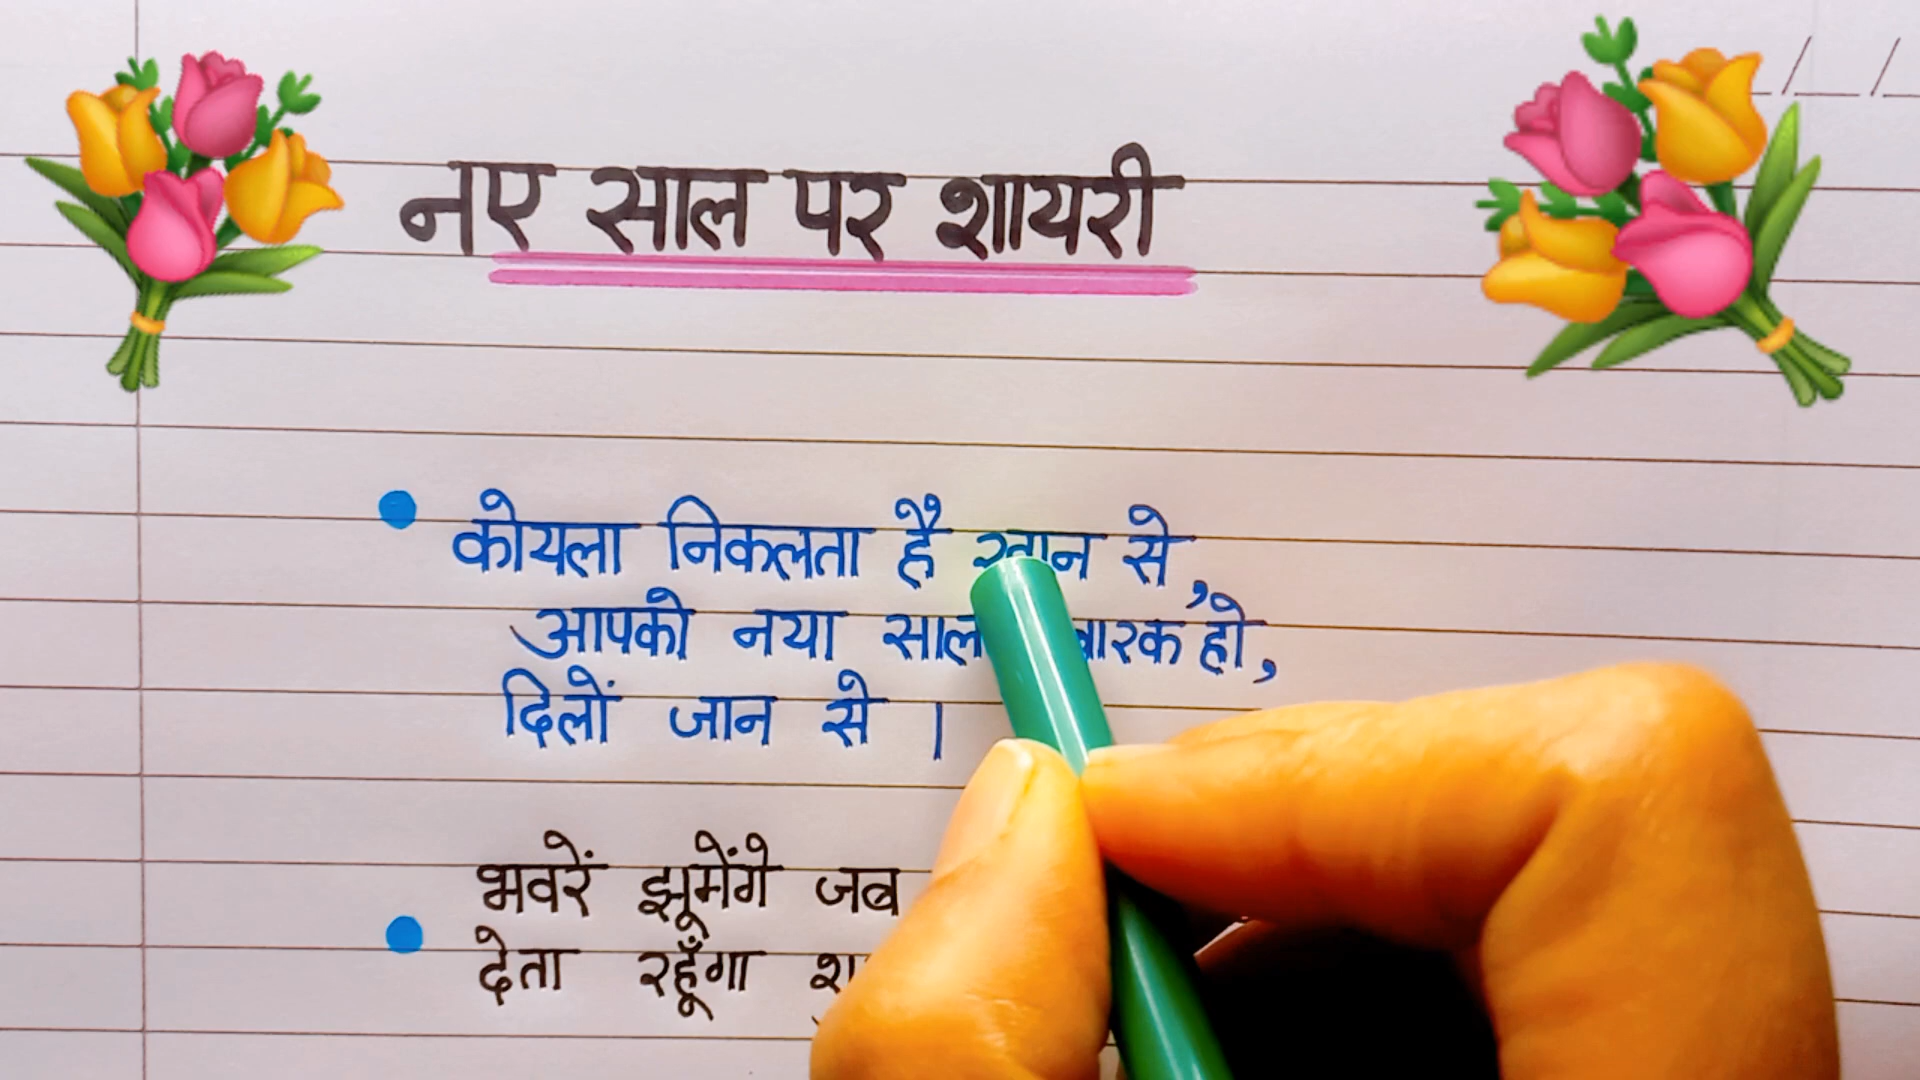 नए साल पर शायरी
कोयला निकलता है खान से,
आपको नया साल हो,
दिलों जान से ।
भवरें झूमेंगे जब
देता रहूँगा